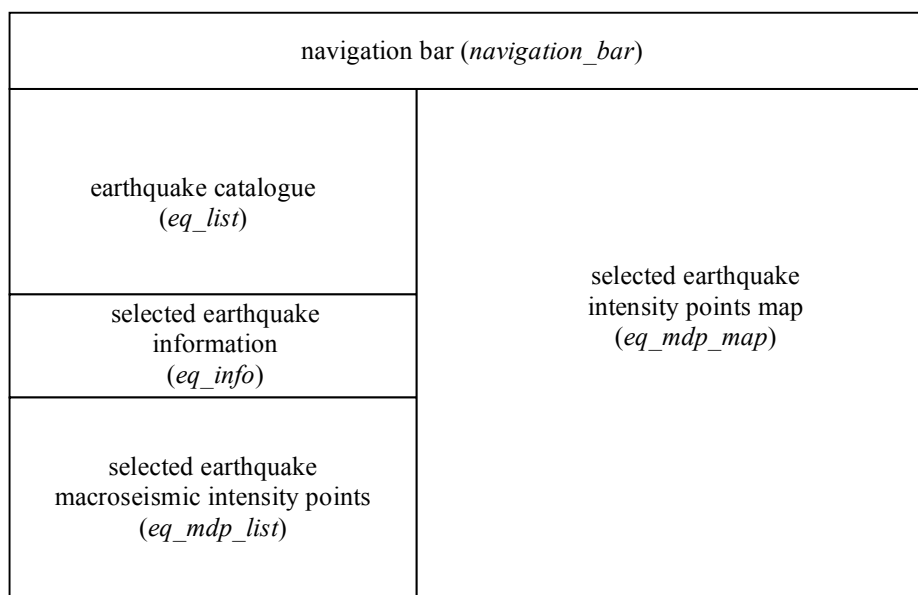 navigation bar (navigation_bar)
earthquake catalogue
(eq_list)
selected earthquake
information
(eq_info)
selected earthquake
macroseismic intensity points
(eq_mdp_list)
selected earthquake
intensity points map
(eq_mdp_map)